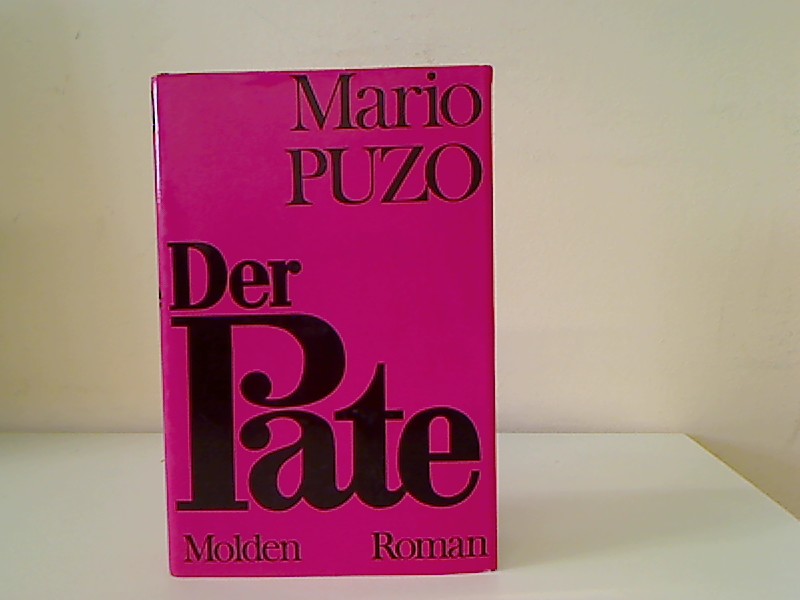 Mario
PUZO
Der
Pate
Molden Roman